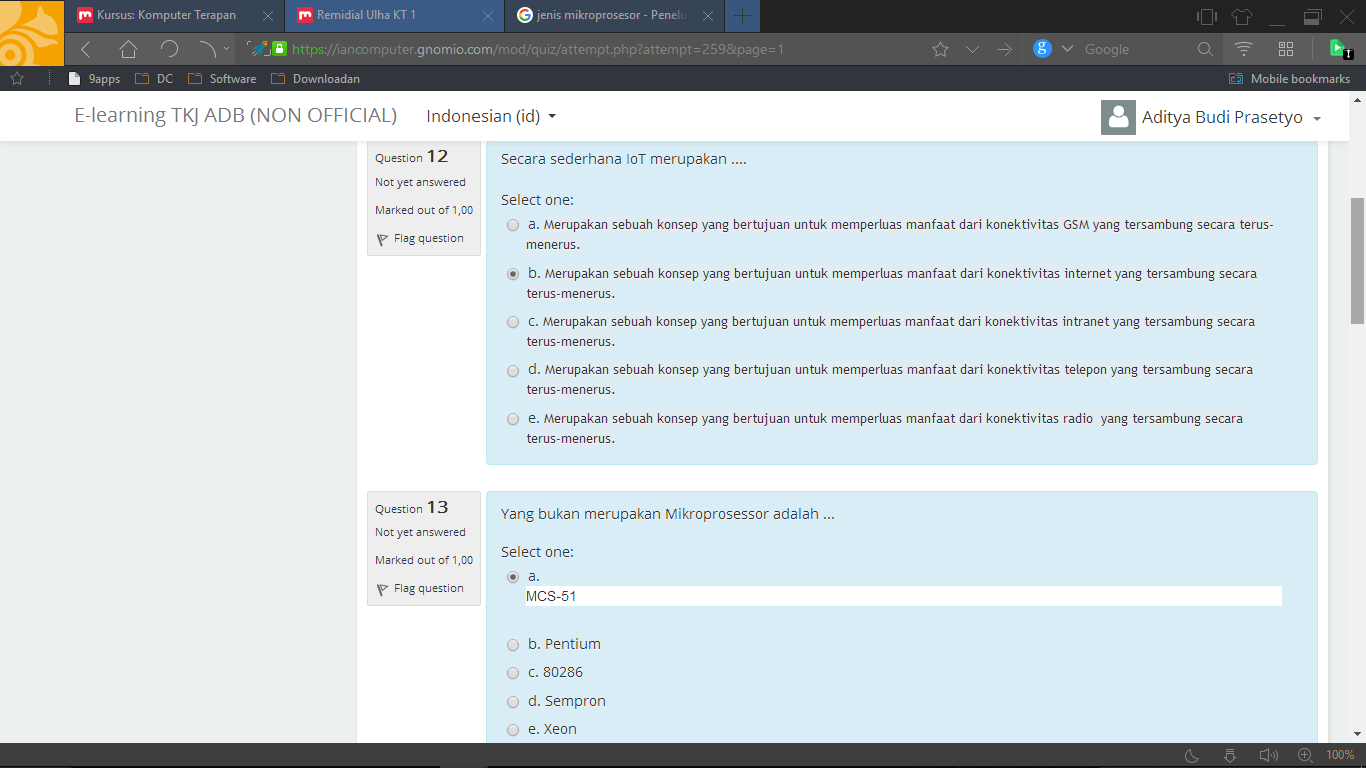 Kursus: Komputer Terapan
Remidial Ulha KT 1
jenis mikroprosesor - Penelu
https://iancomputer.gnomio.com/mod/quiz/attempt.php?attempt=259&page=1
Google
9apps
DC
Software
Downloadan
Mobile bookmarks
E-learning TKJ ADB (NON OFFICIAL)
Indonesian (id)
Aditya Budi Prasetyo
Question 12
Not yet answered
Marked out of 1,00
Flag question
Secara sederhana IoT merupakan ....
Select one:
a. Merupakan sebuah konsep yang bertujuan untuk memperluas manfaat dari konektivitas GSM yang tersambung secara terus-
menerus.
b. Merupakan sebuah konsep yang bertujuan untuk memperluas manfaat dari konektivitas internet yang tersambung secara
terus-menerus.
c. Merupakan sebuah konsep yang bertujuan untuk memperluas manfaat dari konektivitas intranet yang tersambung secara
terus-menerus.
d. Merupakan sebuah konsep yang bertujuan untuk memperluas manfaat dari konektivitas telepon yang tersambung secara
terus-menerus.
e. Merupakan sebuah konsep yang bertujuan untuk memperluas manfaat dari konektivitas radio  yang tersambung secara
terus-menerus.
Question 13
Not yet answered
Marked out of 1,00
Flag question
Yang bukan merupakan Mikroprosessor adalah ...
Select one:
a.
MCS-51
b. Pentium
c. 80286
d. Sempron
e. Xeon
100%